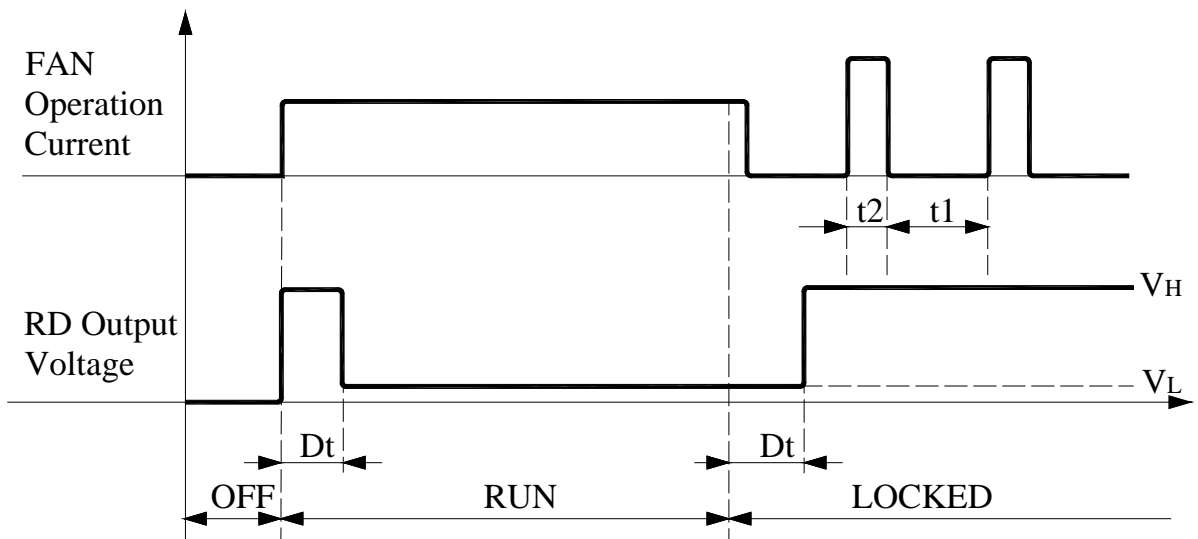 FAN
Operation
Current
t2
t1
VH
RD Output
Voltage
VL
Dt
Dt
OFF
RUN
LOCKED